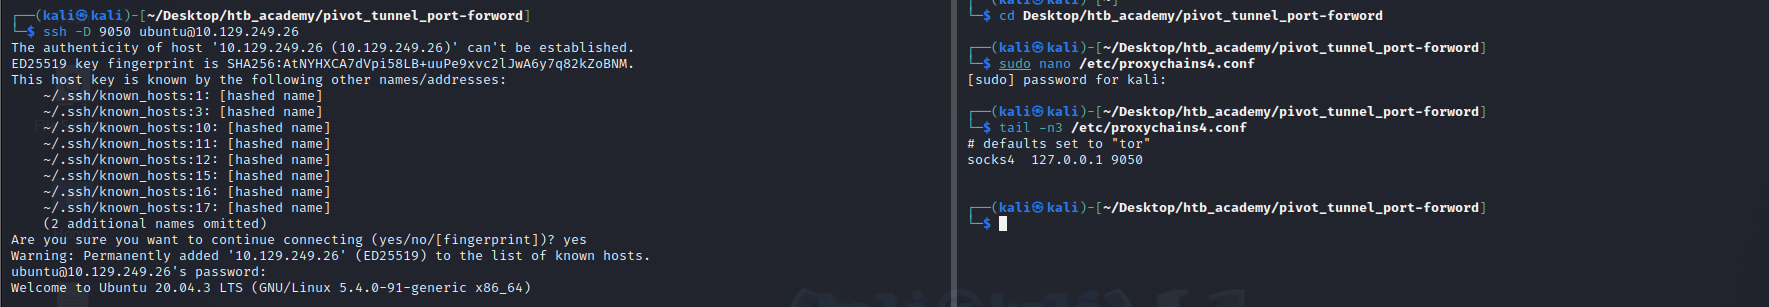 ┌──(kali㉿kali)-[~/Desktop/htb_academy/pivot_tunnel_port-forword]
└─$ ssh -D 9050 ubuntu@10.129.249.26
The authenticity of host '10.129.249.26 (10.129.249.26)' can't be established.
ED25519 key fingerprint is SHA256:AtNYHXCA7dVpi58LB+uuPe9xvc2lJwA6y7q82kZoBNM.
This host key is known by the following other names/addresses:
    ~/.ssh/known_hosts:1: [hashed name]
    ~/.ssh/known_hosts:3: [hashed name]
    ~/.ssh/known_hosts:10: [hashed name]
    ~/.ssh/known_hosts:11: [hashed name]
    ~/.ssh/known_hosts:12: [hashed name]
    ~/.ssh/known_hosts:15: [hashed name]
    ~/.ssh/known_hosts:16: [hashed name]
    ~/.ssh/known_hosts:17: [hashed name]
    (2 additional names omitted)
Are you sure you want to continue connecting (yes/no/[fingerprint])? yes
Warning: Permanently added '10.129.249.26' (ED25519) to the list of known hosts.
ubuntu@10.129.249.26's password:
Welcome to Ubuntu 20.04.3 LTS (GNU/Linux 5.4.0-91-generic x86_64)
└─$ cd Desktop/htb_academy/pivot_tunnel_port-forword
┌──(kali㉿kali)-[~/Desktop/htb_academy/pivot_tunnel_port-forword]
└─$ sudo nano /etc/proxychains4.conf
[sudo] password for kali:
┌──(kali㉿kali)-[~/Desktop/htb_academy/pivot_tunnel_port-forword]
└─$ tail -n3 /etc/proxychains4.conf
# defaults set to "tor"
socks4  127.0.0.1 9050
┌──(kali㉿kali)-[~/Desktop/htb_academy/pivot_tunnel_port-forword]
└─$